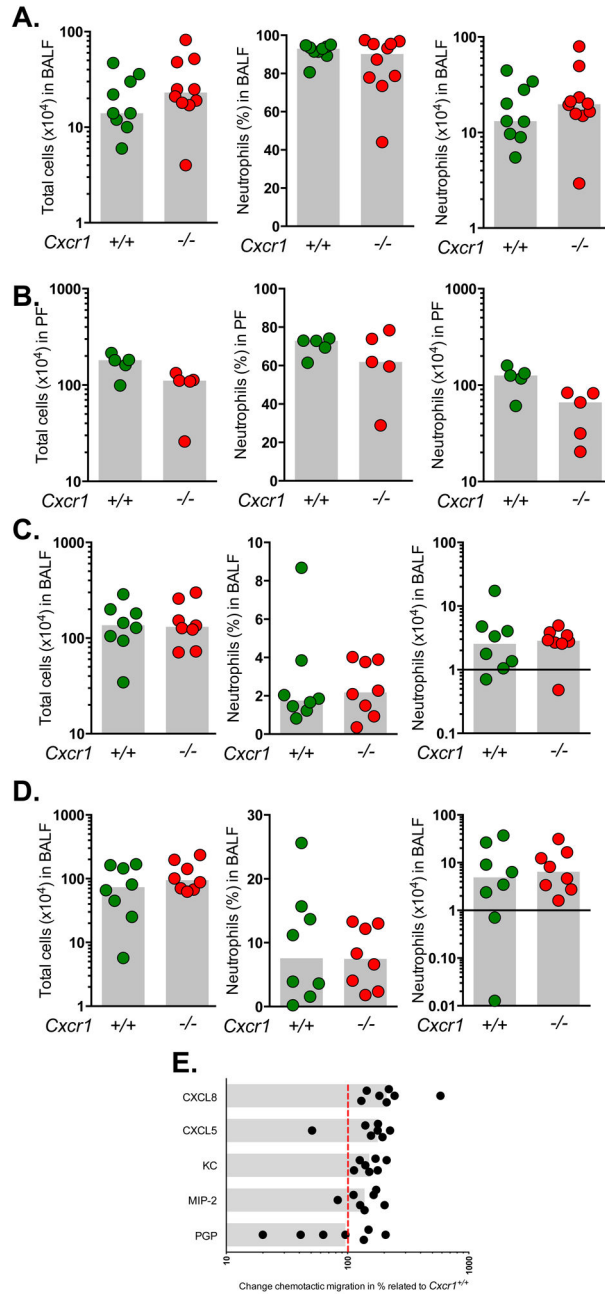 A.
Total cells (x10⁴) in BALF
100
10
1
Cxcr1 +/+ -/-
Neutrophils (%) in BALF
100
80
60
40
20
0
+/+ -/-
Neutrophils (x10⁴) in BALF
100
10
1
+/+ -/-
B.
Total cells (x10⁴) in PF
1000
100
10
Cxcr1 +/+ -/-
Neutrophils (%) in PF
100
80
60
40
20
0
Cxcr1 +/+ -/-
Neutrophils (x10⁴) in PF
1000
100
10
Cxcr1 +/+ -/-
C.
Total cells (x10⁴) in BALF
1000
100
10
Cxcr1 +/+ -/-
Neutrophils (%) in BALF
10
8
6
4
2
0
Cxcr1 +/+ -/-
Neutrophils (x10⁴) in BALF
100
10
1
0.1
Cxcr1 +/+ -/-
D.
Total cells (x10⁴) in BALF
1000
100
10
1
Cxcr1 +/+ -/-
Neutrophils (%) in BALF
30
20
10
0
Cxcr1 +/+ -/-
Neutrophils (x10⁴) in BALF
100
10
1
0.1
0.01
Cxcr1 +/+ -/-
E.
CXCL8
CXCL5
KC
MIP-2
PGP
10 100 1000
Change chemotactic migration in % related to Cxcr1⁺/⁺